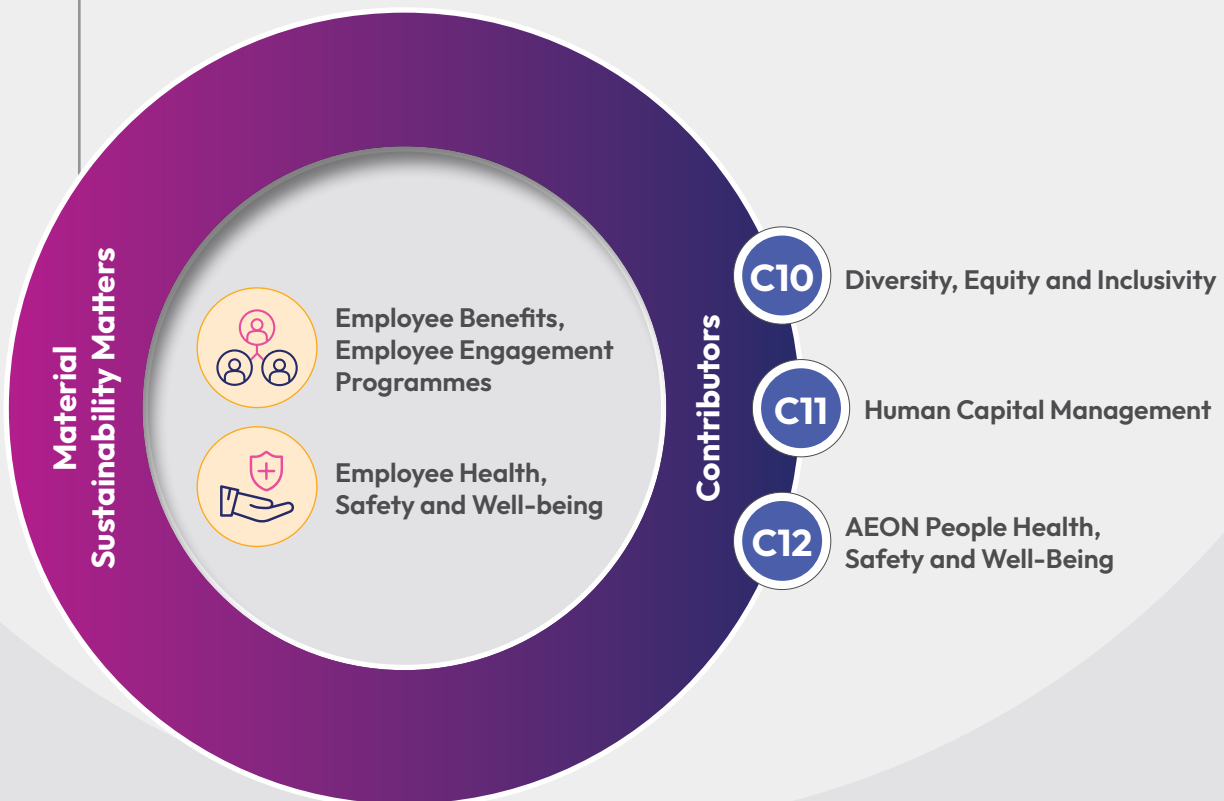 Material
Sustainability Matters
Employee Benefits,
Employee Engagement
Programmes
Employee Health,
Safety and Well-being
Contributors
C10
Diversity, Equity and Inclusivity
C11
Human Capital Management
C12
AEON People Health,
Safety and Well-Being